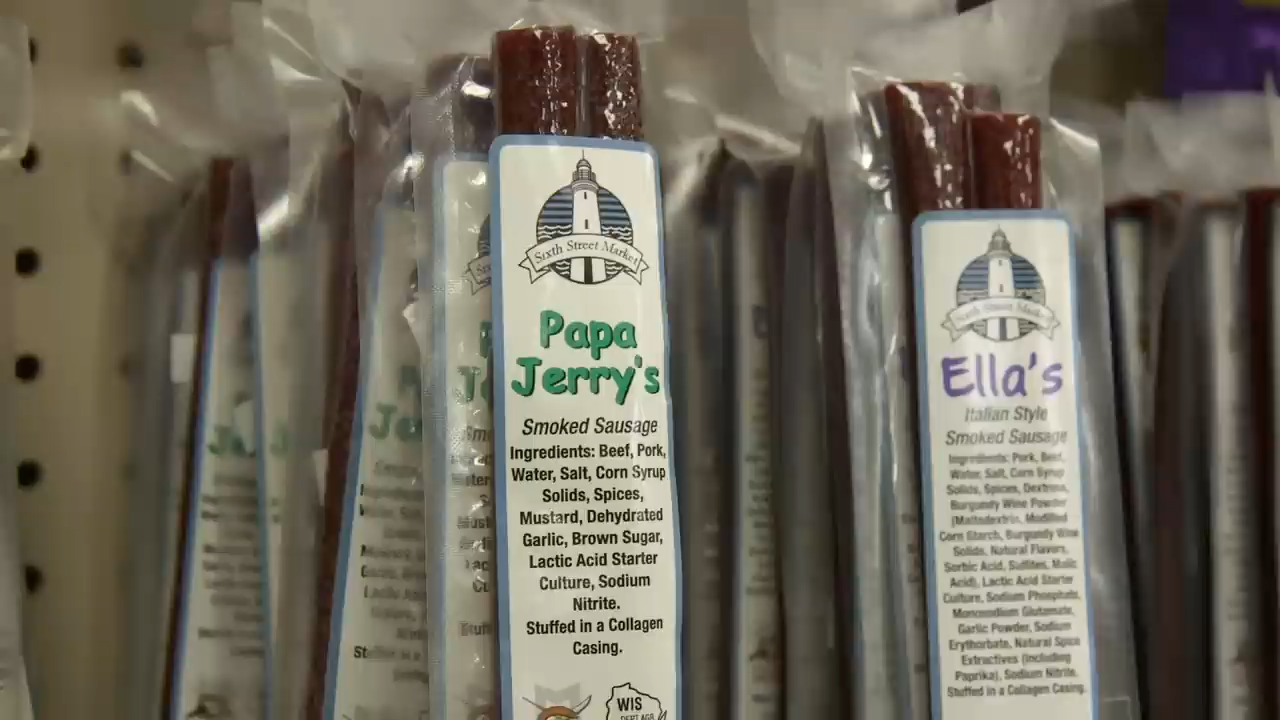 Sixth Street Market
Papa
Jerry's
Smoked Sausage
Ingredients: Beef, Pork,
Water, Salt, Corn Syrup
Solids, Spices,
Mustard, Dehydrated
Garlic, Brown Sugar,
Lactic Acid Starter
Culture, Sodium
Nitrite.
Stuffed in a Collagen
Casing.
WIS
DEPT AGR
Sixth Street Market
Ella's
Italian Style
Smoked Sausage
Ingredients: Pork, Beef,
Water, Salt, Corn Syrup
Solids, Spices, Dextrose,
Burgundy Wine Powder
[Maltodextrin, Modified
Corn Starch, Burgundy Wine
Solids, Natural Flavors,
Sorbic Acid, Sulfites, Malic
Acid), Lactic Acid Starter
Culture, Sodium Phosphate,
Monosodium Glutamate,
Garlic Powder, Sodium
Erythorbate, Natural Spice
Extractives (including
Paprika), Sodium Nitrite.
Stuffed in a Collagen Casing.